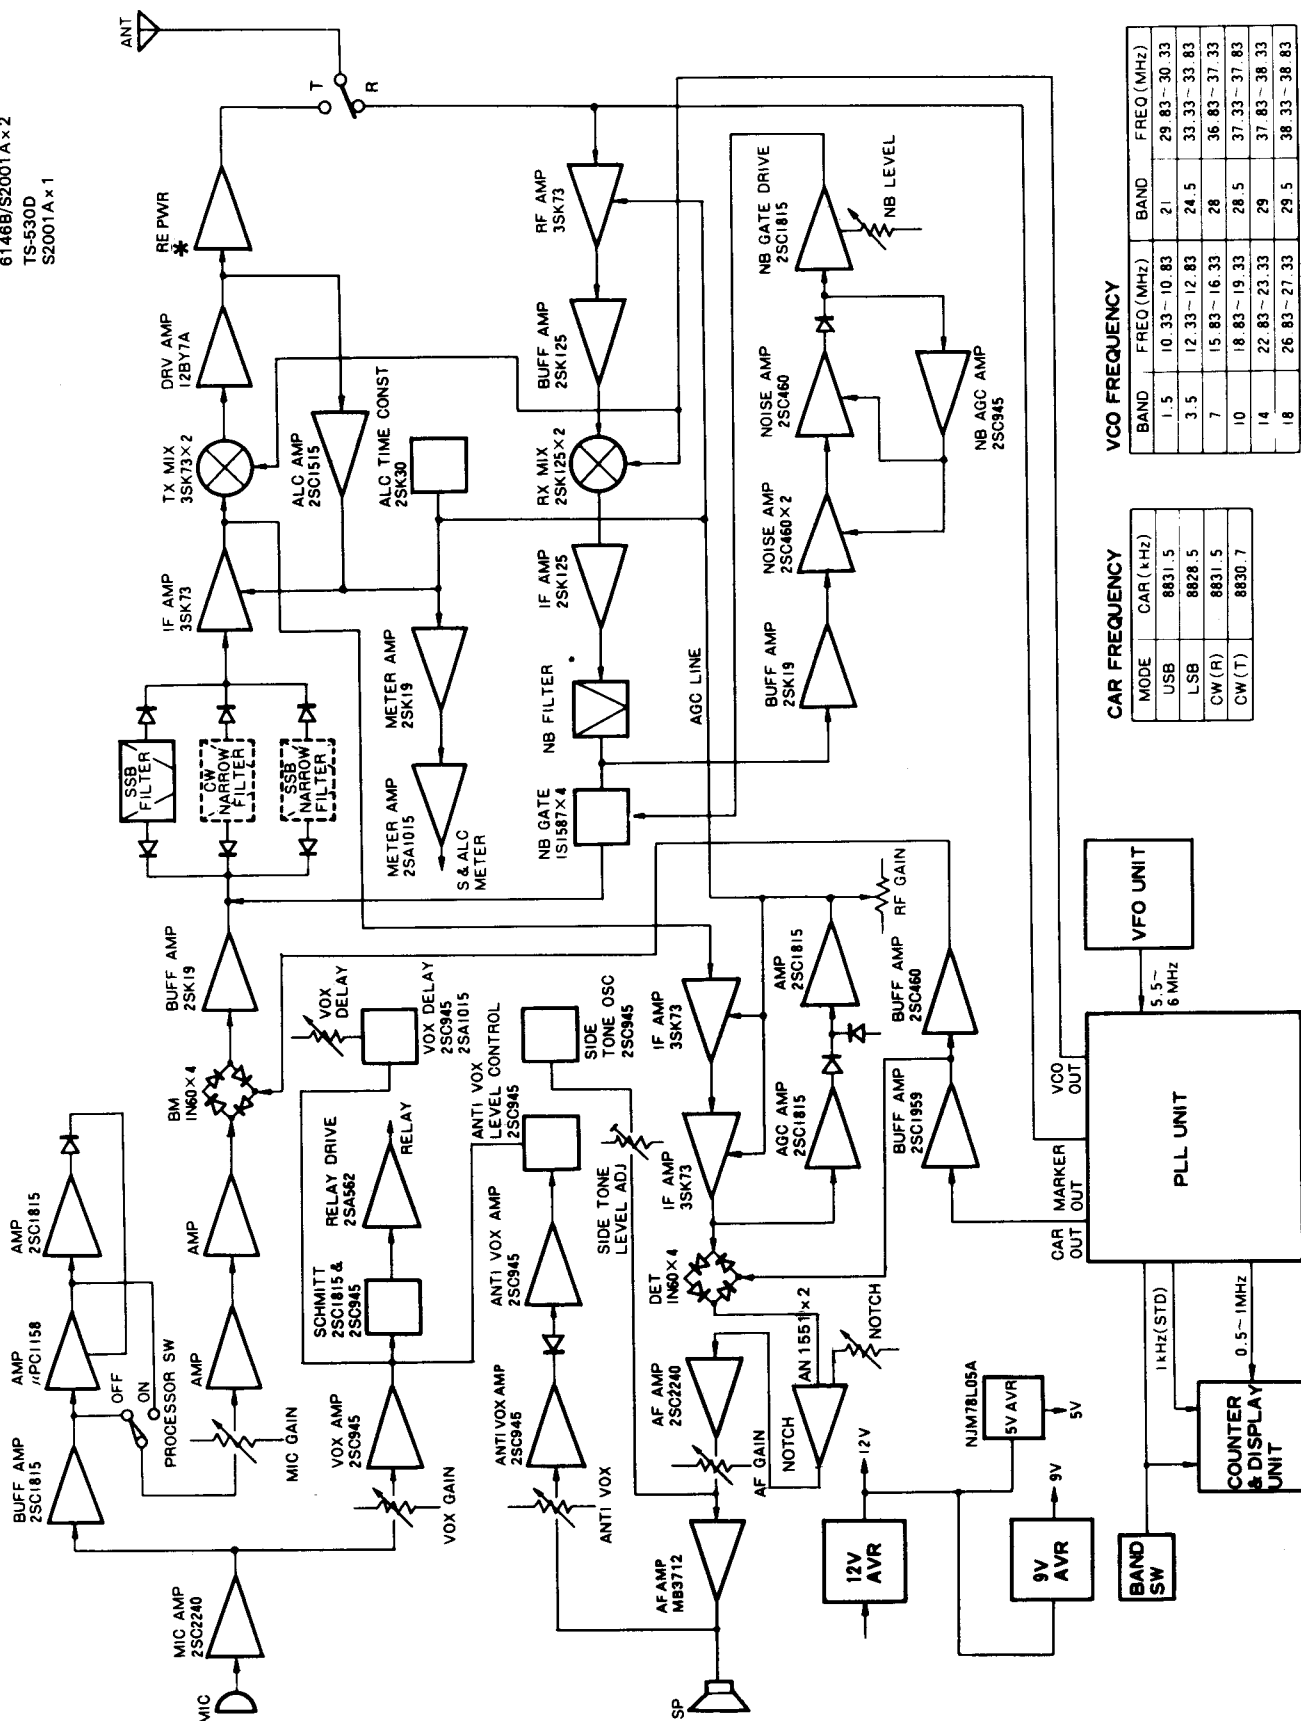 6146B/S2001A×2
TS-530D
S2001A×1
ANT
T
R
RE PWR
*
DRV AMP
12BY7A
TX MIX
3SK73×2
IF AMP
3SK73
SSB
FILTER
CW
NARROW
FILTER
SSB
NARROW
FILTER
BUFF AMP
2SK19
BM
IN60×4
AMP
AMP
MIC GAIN
PROCESSOR SW
OFF
ON
AMP
2SC1815
AMP
μPC1158
BUFF AMP
2SC1815
MIC AMP
2SC2240
MIC
ALC AMP
2SC1515
ALC TIME CONST
2SK30
METER AMP
2SK19
METER AMP
2SA1015
S & ALC
METER
VOX
DELAY
VOX DELAY
2SC945
2SA1015
RELAY
RELAY DRIVE
2SA562
SCHMITT
2SC1815 &
2SC945
VOX AMP
2SC945
VOX GAIN
RF AMP
3SK73
BUFF AMP
2SK125
RX MIX
2SK125×2
IF AMP
2SK125
NB FILTER
NB GATE
1S1587×4
AGC LINE
SIDE
TONE OSC
2SC945
ANTI VOX
LEVEL CONTROL
2SC945
ANTI VOX AMP
2SC945
ANTI VOX AMP
2SC945
ANTI VOX
SIDE TONE
LEVEL ADJ
NB GATE DRIVE
2SC1815
NB LEVEL
NOISE AMP
2SC460
NB AGC AMP
2SC945
NOISE AMP
2SC460×2
BUFF AMP
2SK19
RF GAIN
IF AMP
3SK73
IF AMP
3SK73
AMP
2SC1815
AGC AMP
2SC1815
BUFF AMP
2SC460
BUFF AMP
2SC1959
DET
IN60×4
AN 1551×2
NOTCH
NOTCH
AF AMP
2SC2240
AF GAIN
AF AMP
MB3712
SP
12V
12V
AVR
NJM78L05A
5V AVR
5V
9V
9V
AVR
VFO UNIT
5.5~
6MHz
VCO
OUT
MARKER
OUT
CAR
OUT
PLL UNIT
1kHz(STD)
0.5~1MHz
COUNTER
& DISPLAY
UNIT
BAND
SW
CAR FREQUENCY
MODE CAR(kHz)
USB 8831.5
LSB 8828.5
CW(R) 8831.5
CW(T) 8830.7
VCO FREQUENCY
BAND FREQ(MHz) BAND FREQ(MHz)
1.5 10.33~10.83 21 29.83~30.33
3.5 12.33~12.83 24.5 33.33~33.83
7 15.83~16.33 28 36.83~37.33
10 18.83~19.33 28.5 37.33~37.83
14 22.83~23.33 29 37.83~38.33
18 26.83~27.33 29.5 38.33~38.83